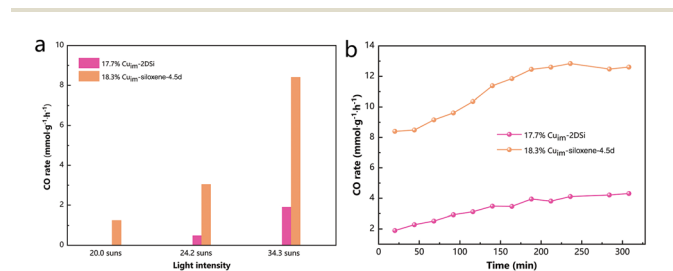 a
10
8
6
4
2
0
CO rate (mmol·g⁻¹·h⁻¹)
17.7% Cuim-2DSi
18.3% Cuim-siloxene-4.5d
20.0 suns
24.2 suns
34.3 suns
Light intensity
b
14
12
10
8
6
4
2
CO rate (mmol·g⁻¹·h⁻¹)
17.7% Cuim-2DSi
18.3% Cuim-siloxene-4.5d
0 50 100 150 200 250 300
Time (min)